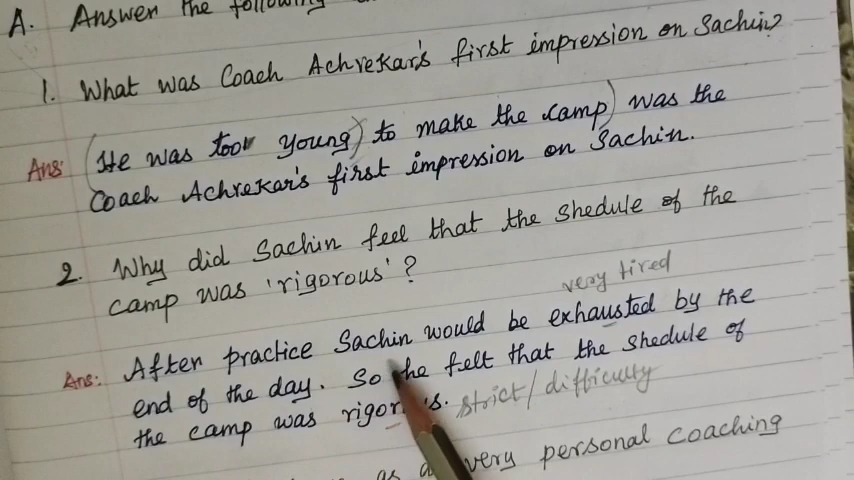 A. Answer the following
1. What was Coach Achrekar's first impression on Sachin?
Ans: (He was too young) to make the camp) was the
Coach Achrekar's first impression on Sachin.
2. Why did Sachin feel that the shedule of the
camp was 'rigorous'?
very tired
Ans: After practice Sachin would be exhausted by the
end of the day. So he felt that the shedule of
the camp was rigorous. strict/difficulty
as a very personal coaching